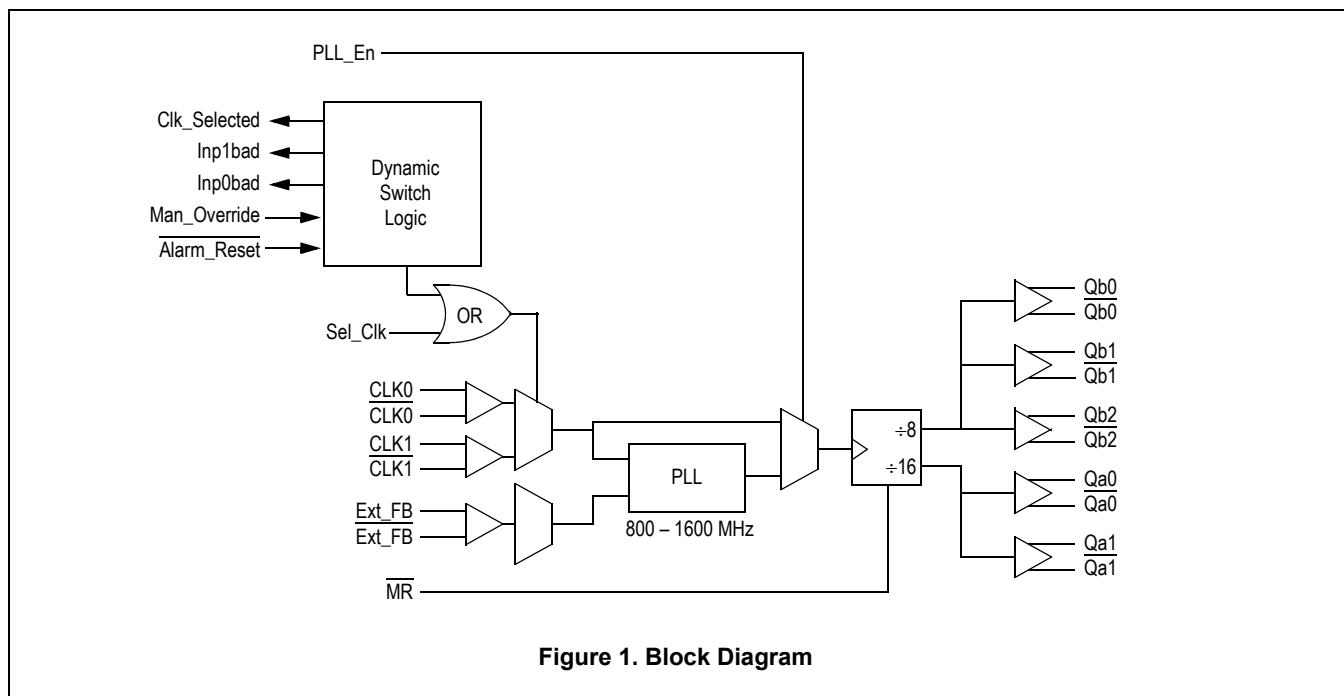 PLL_En
Clk_Selected
Inp1bad
Inp0bad
Man_Override
Alarm_Reset
Dynamic
Switch
Logic
OR
Sel_Clk
CLK0
CLK0
CLK1
CLK1
Ext_FB
Ext_FB
PLL
800 – 1600 MHz
÷8
÷16
MR
Qb0
Qb0
Qb1
Qb1
Qb2
Qb2
Qa0
Qa0
Qa1
Qa1
Figure 1. Block Diagram